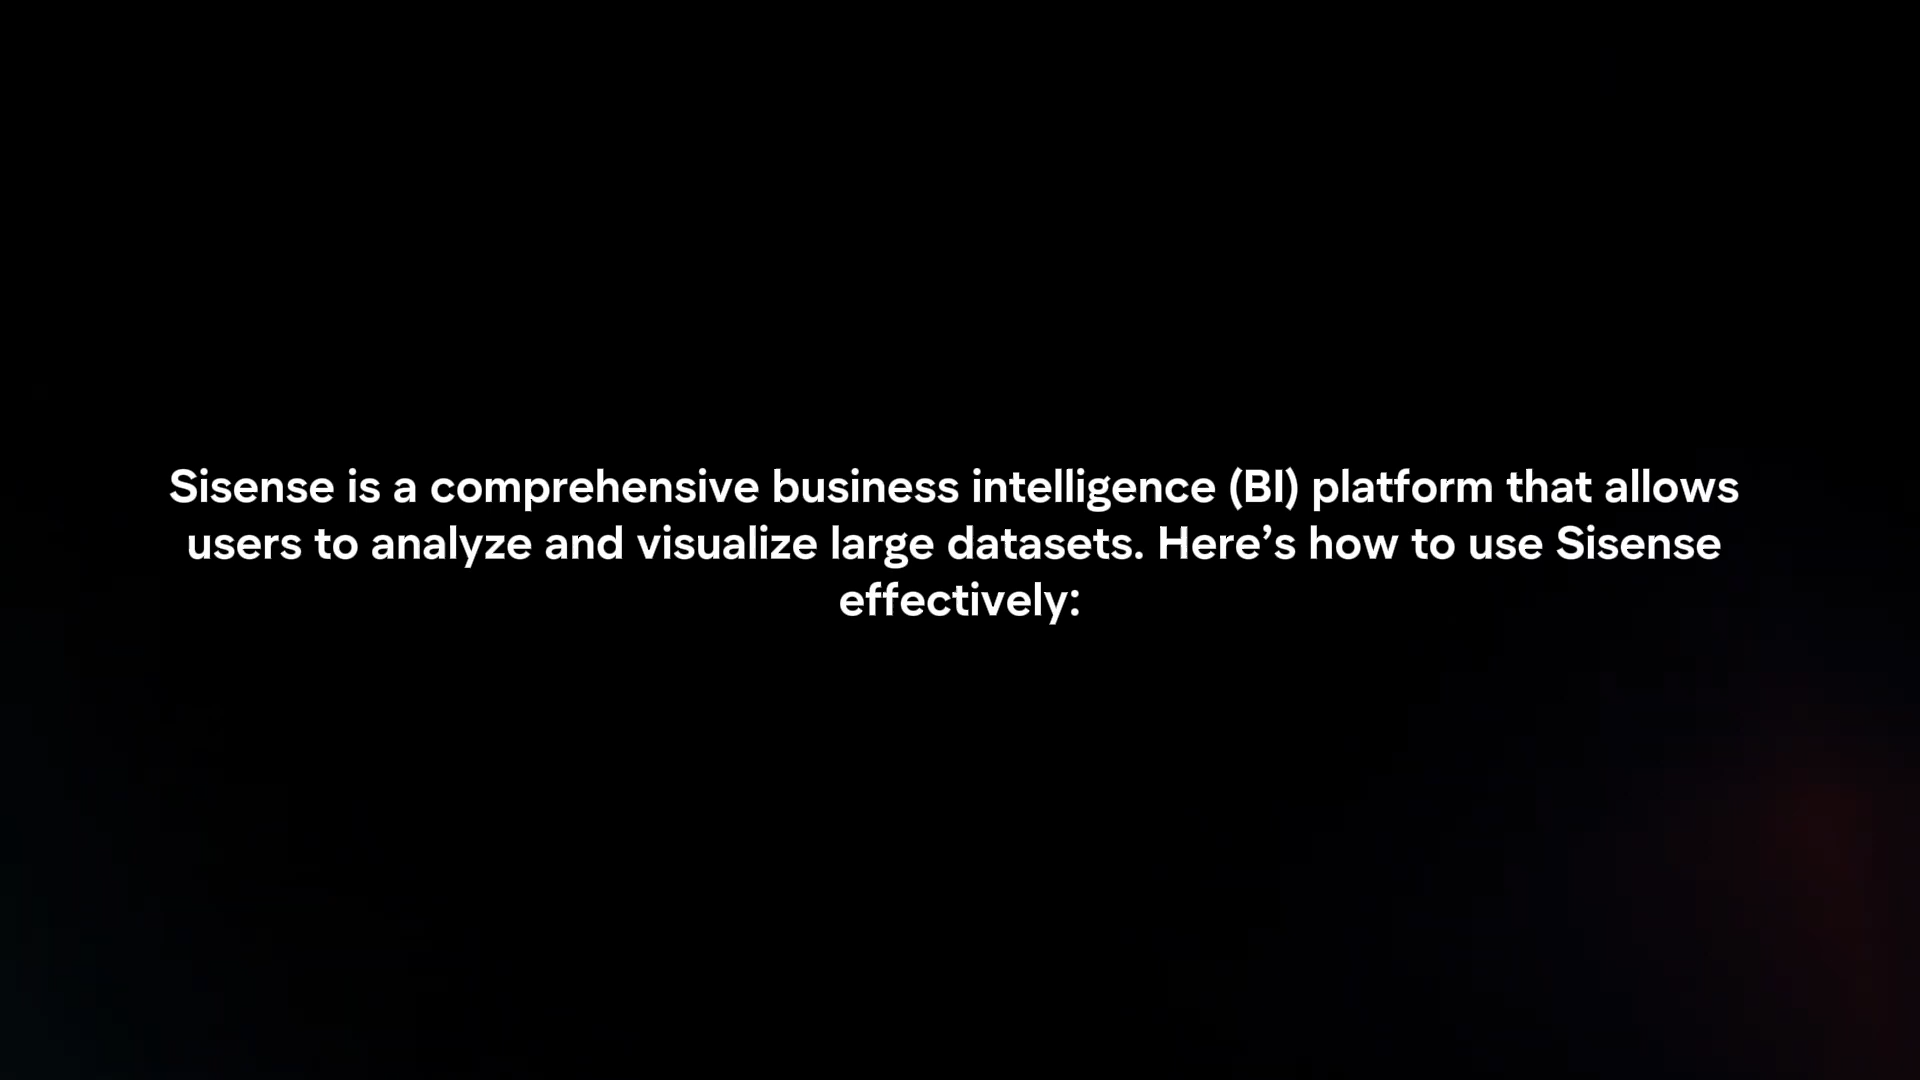 Sisense is a comprehensive business intelligence (BI) platform that allows
users to analyze and visualize large datasets. Here’s how to use Sisense
effectively: